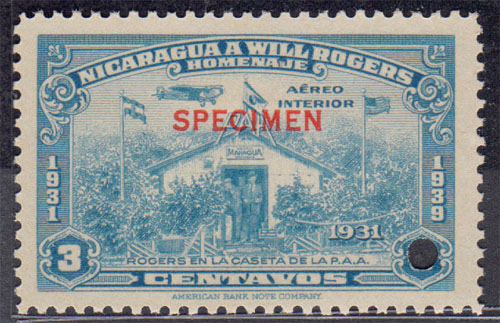 NICARAGUA A WILL ROGERS
HOMENAJE
AÉREO
INTERIOR
SPECIMEN
MANAGUA
1931
1939
1931
ROGERS EN LA CASETA DE LA P.A.A.
3
CENTAVOS
AMERICAN BANK NOTE COMPANY.